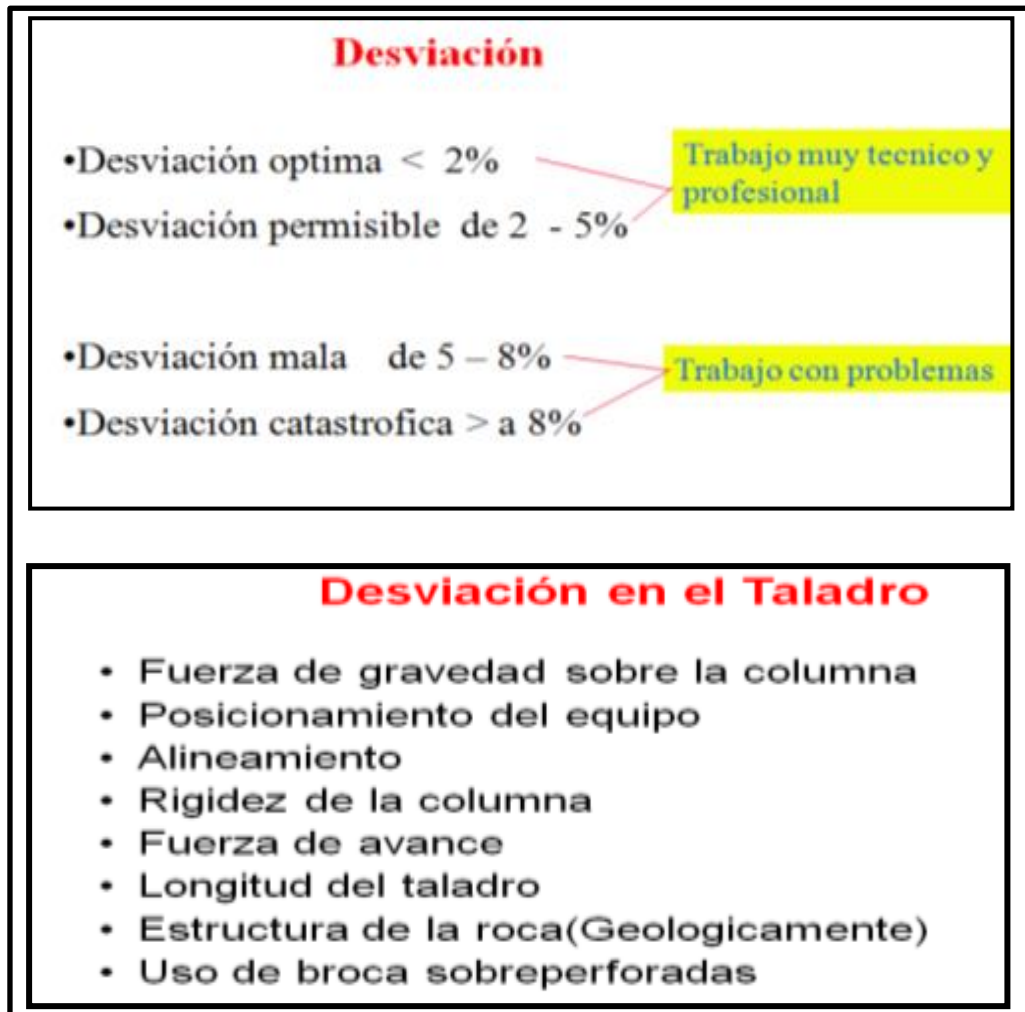 Desviación
•Desviación optima < 2%
Trabajo muy tecnico y
profesional
•Desviación permisible de 2 - 5%
•Desviación mala de 5 – 8%
Trabajo con problemas
•Desviación catastrofica > a 8%
Desviación en el Taladro
• Fuerza de gravedad sobre la columna
• Posicionamiento del equipo
• Alineamiento
• Rigidez de la columna
• Fuerza de avance
• Longitud del taladro
• Estructura de la roca(Geologicamente)
• Uso de broca sobreperforadas